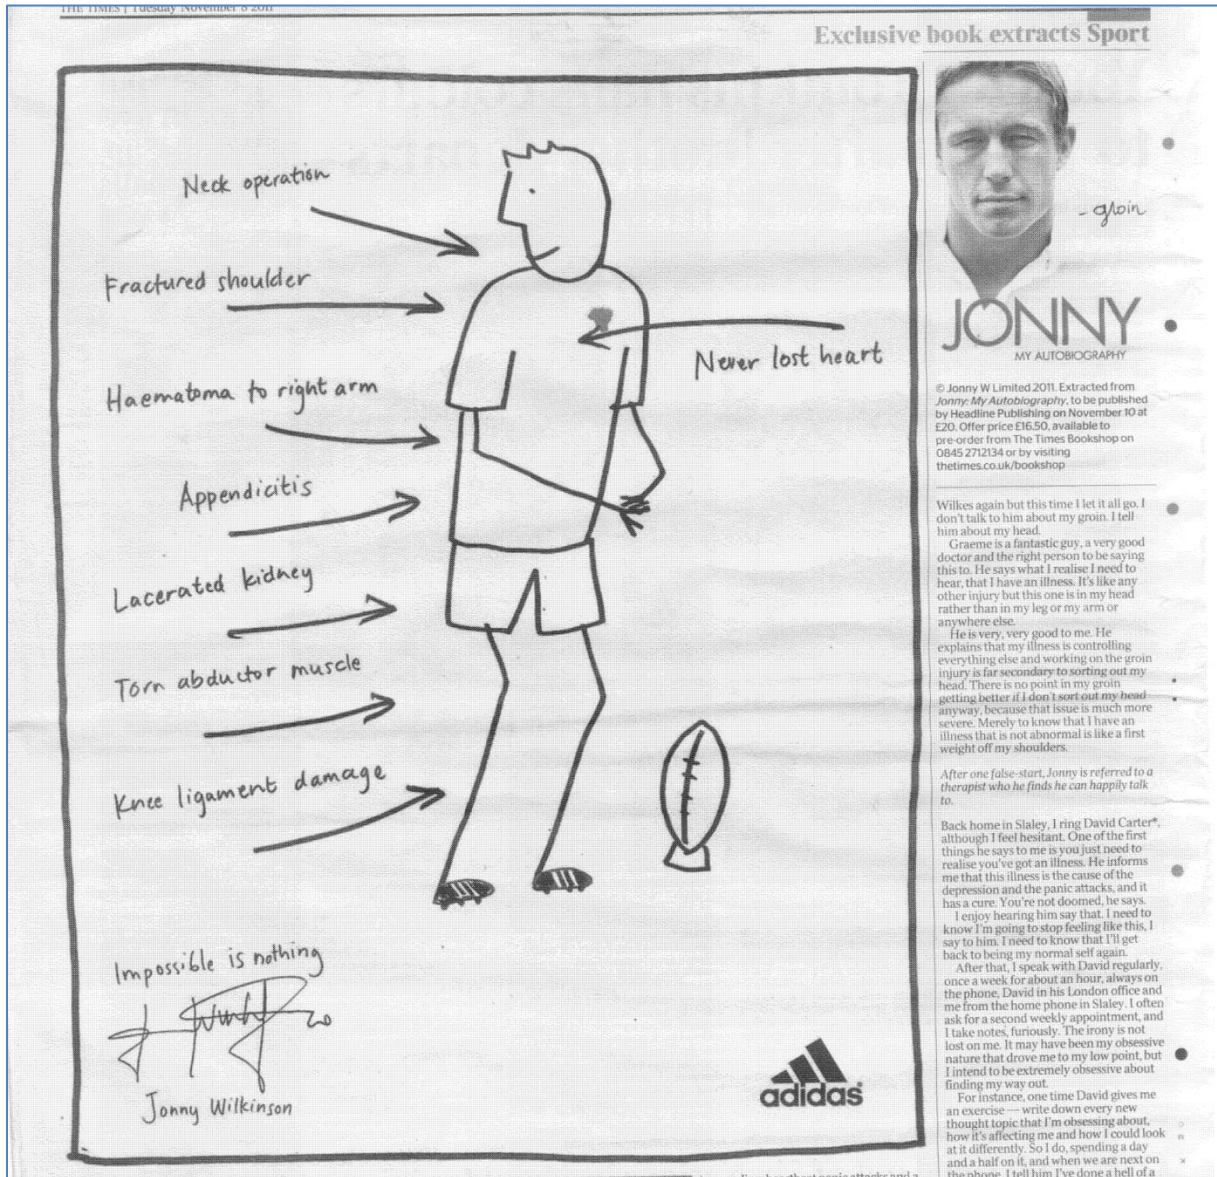 THE TIMES | Tuesday November 8 2011
Exclusive book extracts Sport
Neck operation
Fractured shoulder
Haematoma to right arm
Appendicitis
Lacerated kidney
Torn abductor muscle
Knee ligament damage
Never lost heart
Impossible is nothing
20
Jonny Wilkinson
adidas
- groin
JONNY
MY AUTOBIOGRAPHY
© Jonny W Limited 2011. Extracted from
Jonny: My Autobiography, to be published
by Headline Publishing on November 10 at
£20. Offer price £16.50, available to
pre-order from The Times Bookshop on
0845 2712134 or by visiting
thetimes.co.uk/bookshop
Wilkes again but this time I let it all go. I
don't talk to him about my groin. I tell
him about my head.
Graeme is a fantastic guy, a very good
doctor and the right person to be saying
this to. He says what I realise I need to
hear, that I have an illness. It's like any
other injury but this one is in my head
rather than in my leg or my arm or
anywhere else.
He is very, very good to me. He
explains that my illness is controlling
everything else and working on the groin
injury is far secondary to sorting out my
head. There is no point in my groin
getting better if I don't sort out my head
anyway, because that issue is much more
severe. Merely to know that I have an
illness that is not abnormal is like a first
weight off my shoulders.
After one false-start, Jonny is referred to a
therapist who he finds he can happily talk
to.
Back home in Slaley, I ring David Carter*,
although I feel hesitant. One of the first
things he says to me is you just need to
realise you've got an illness. He informs
me that this illness is the cause of the
depression and the panic attacks, and it
has a cure. You're not doomed, he says.
I enjoy hearing him say that. I need to
know I'm going to stop feeling like this, I
say to him. I need to know that I'll get
back to being my normal self again.
After that, I speak with David regularly,
once a week for about an hour, always on
the phone, David in his London office and
me from the home phone in Slaley. I often
ask for a second weekly appointment, and
I take notes, furiously. The irony is not
lost on me. It may have been my obsessive
nature that drove me to my low point, but
I intend to be extremely obsessive about
finding my way out.
For instance, one time David gives me
an exercise — write down every new
thought topic that I'm obsessing about,
how it's affecting me and how I could look
at it differently. So I do, spending a day
and a half on it, and when we are next on
the phone, I tell him I've done a hell of a